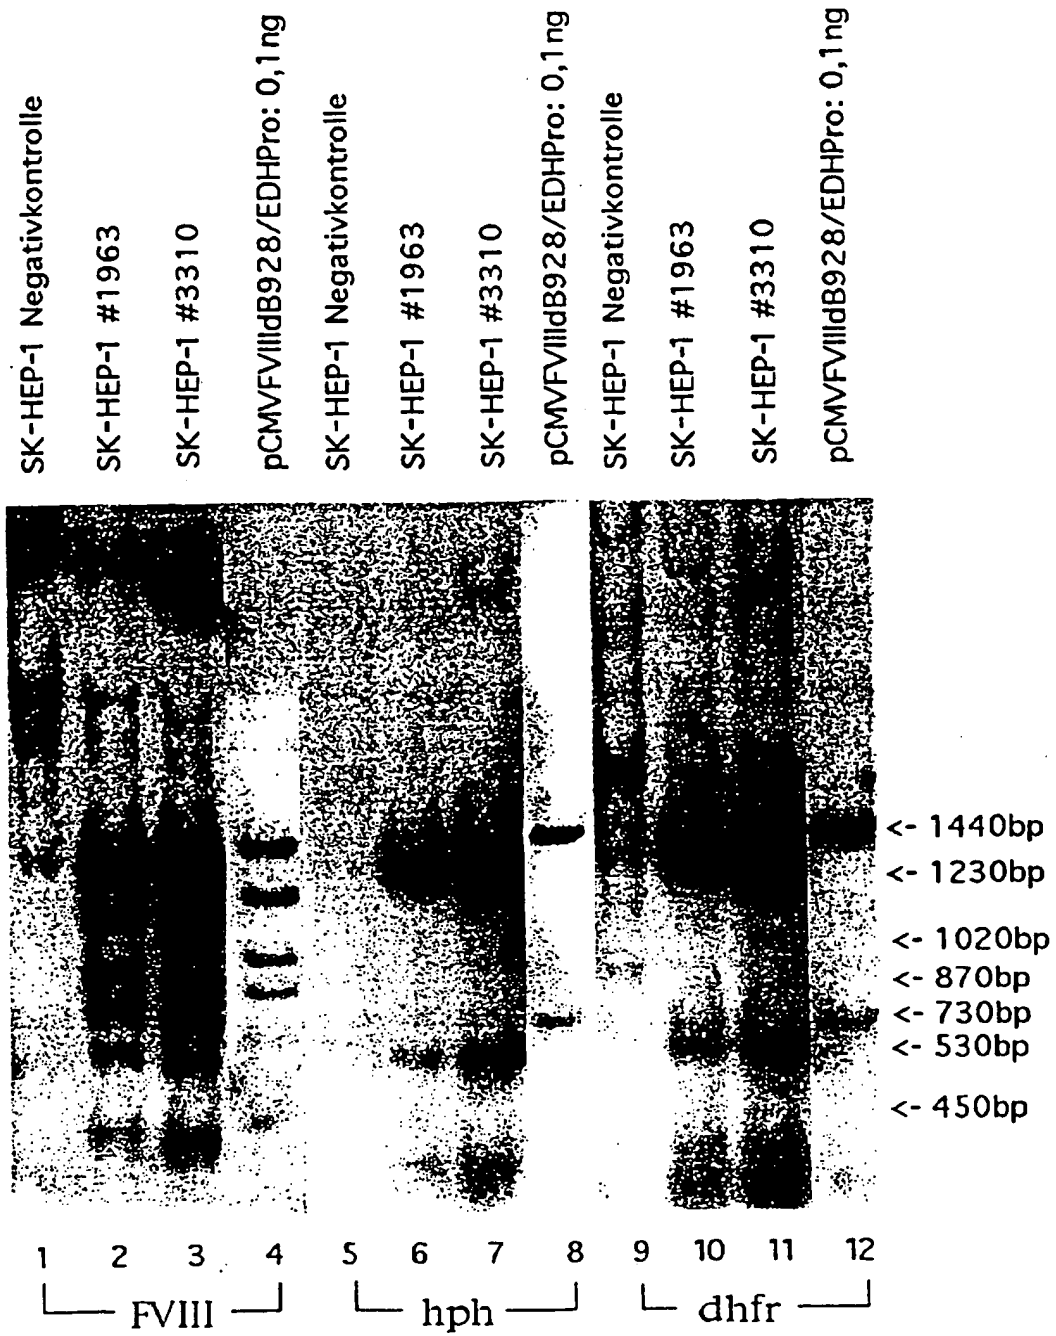 SK-HEP-1 Negativkontrolle
SK-HEP-1 #1963
SK-HEP-1 #3310
pCMVFVIIIdB928/EDHPro: 0,1ng
SK-HEP-1 Negativkontrolle
SK-HEP-1 #1963
SK-HEP-1 #3310
pCMVFVIIIdB928/EDHPro: 0,1ng
SK-HEP-1 Negativkontrolle
SK-HEP-1 #1963
SK-HEP-1 #3310
pCMVFVIIIdB928/EDHPro: 0,1ng
<- 1440bp
<- 1230bp
<- 1020bp
<- 870bp
<- 730bp
<- 530bp
<- 450bp
1 2 3 4 5 6 7 8 9 10 11 12
FVIII hph dhfr